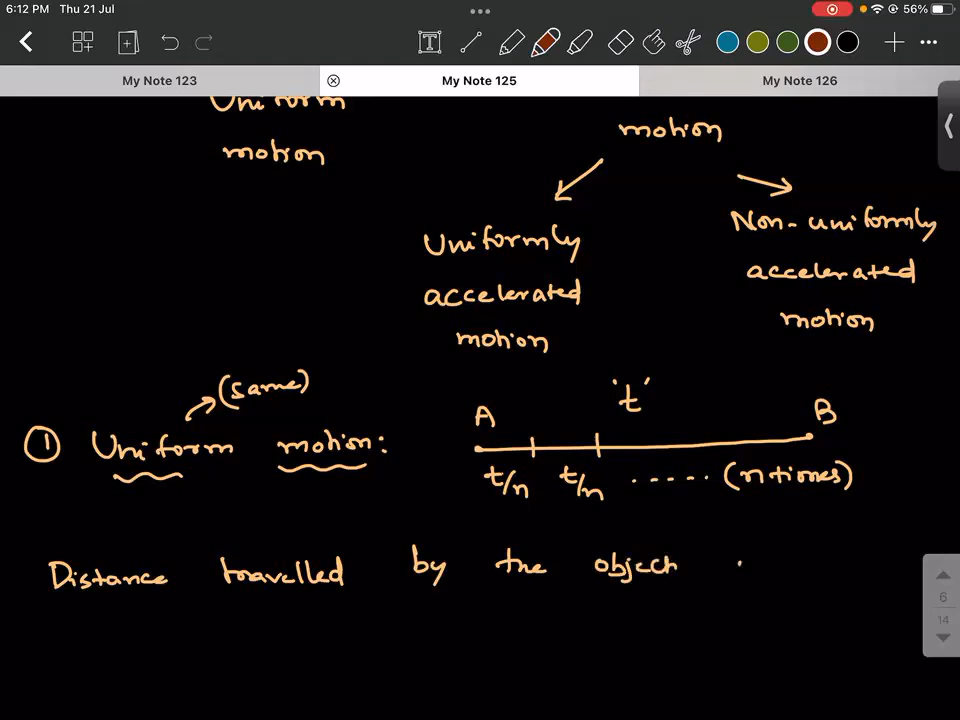 6:12 PM Thu 21 Jul
56%
My Note 123
My Note 125
My Note 126
Uniform
motion
motion
Uniformly
accelerated
motion
Non-uniformly
accelerated
motion
(same)
① Uniform motion:
A 't' B
t/n t/n ..... (n times)
Distance travelled by the object
6
14